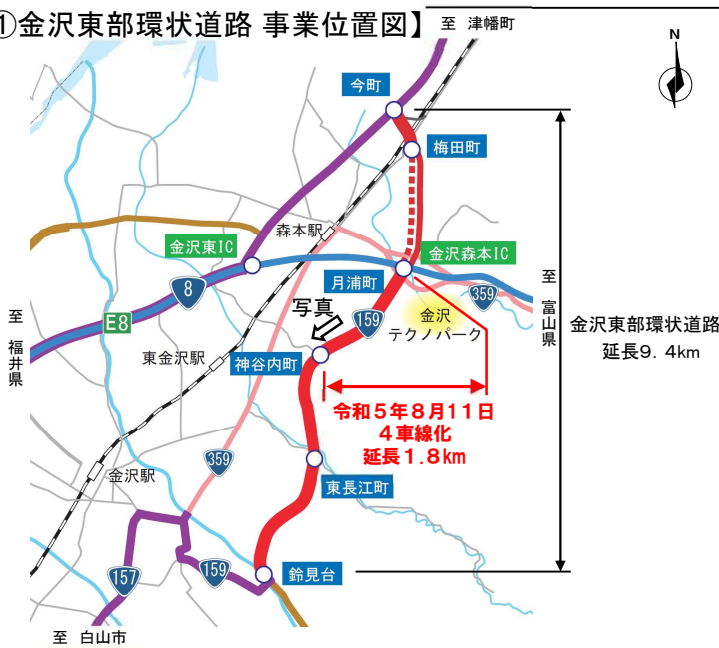 ①金沢東部環状道路 事業位置図】
至 津幡町
N
今町
梅田町
森本駅
金沢東IC
金沢森本IC
月浦町
8
359
至 富山県
E8
写真
159
金沢
テクノパーク
金沢東部環状道路
延長9.4km
至 福井県
東金沢駅
神谷内町
令和5年8月11日
4車線化
延長1.8km
359
金沢駅
東長江町
157
159
鈴見台
至 白山市